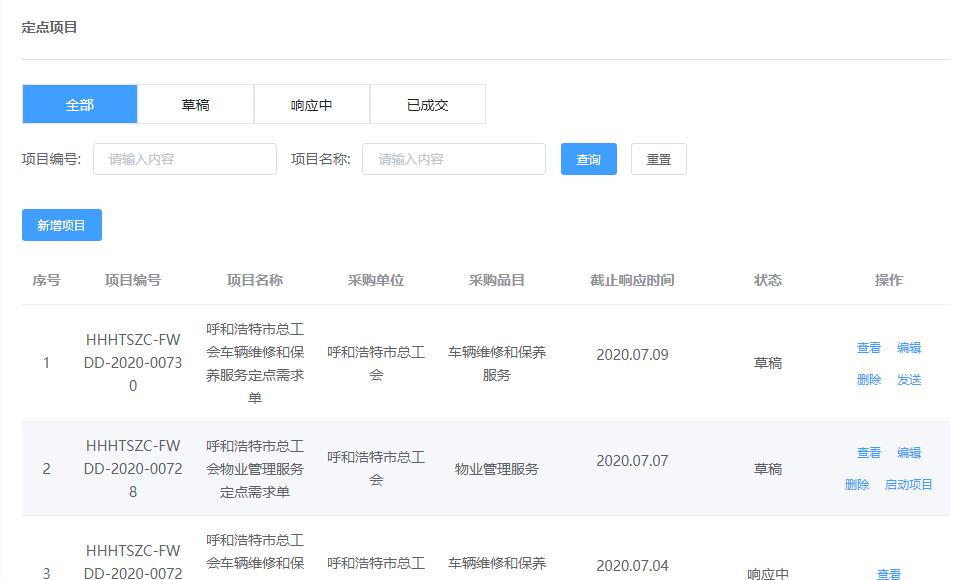 定点项目
全部 草稿 响应中 已成交
项目编号: 请输入内容 项目名称: 请输入内容 查询 重置
新增项目
序号 项目编号 项目名称 采购单位 采购品目 截止响应时间 状态 操作
1
HHHTSZC-FW
DD-2020-0073
0
呼和浩特市总工
会车辆维修和保
养服务定点需求
单
呼和浩特市总工
会
车辆维修和保养
服务
2020.07.09
草稿
查看 编辑
删除 发送
2
HHHTSZC-FW
DD-2020-0072
8
呼和浩特市总工
会物业管理服务
定点需求单
呼和浩特市总工
会
物业管理服务
2020.07.07
草稿
查看 编辑
删除 启动项目
3
HHHTSZC-FW
DD-2020-0072
呼和浩特市总工
会车辆维修和保
呼和浩特市总工
车辆维修和保养
2020.07.04
响应中
查看